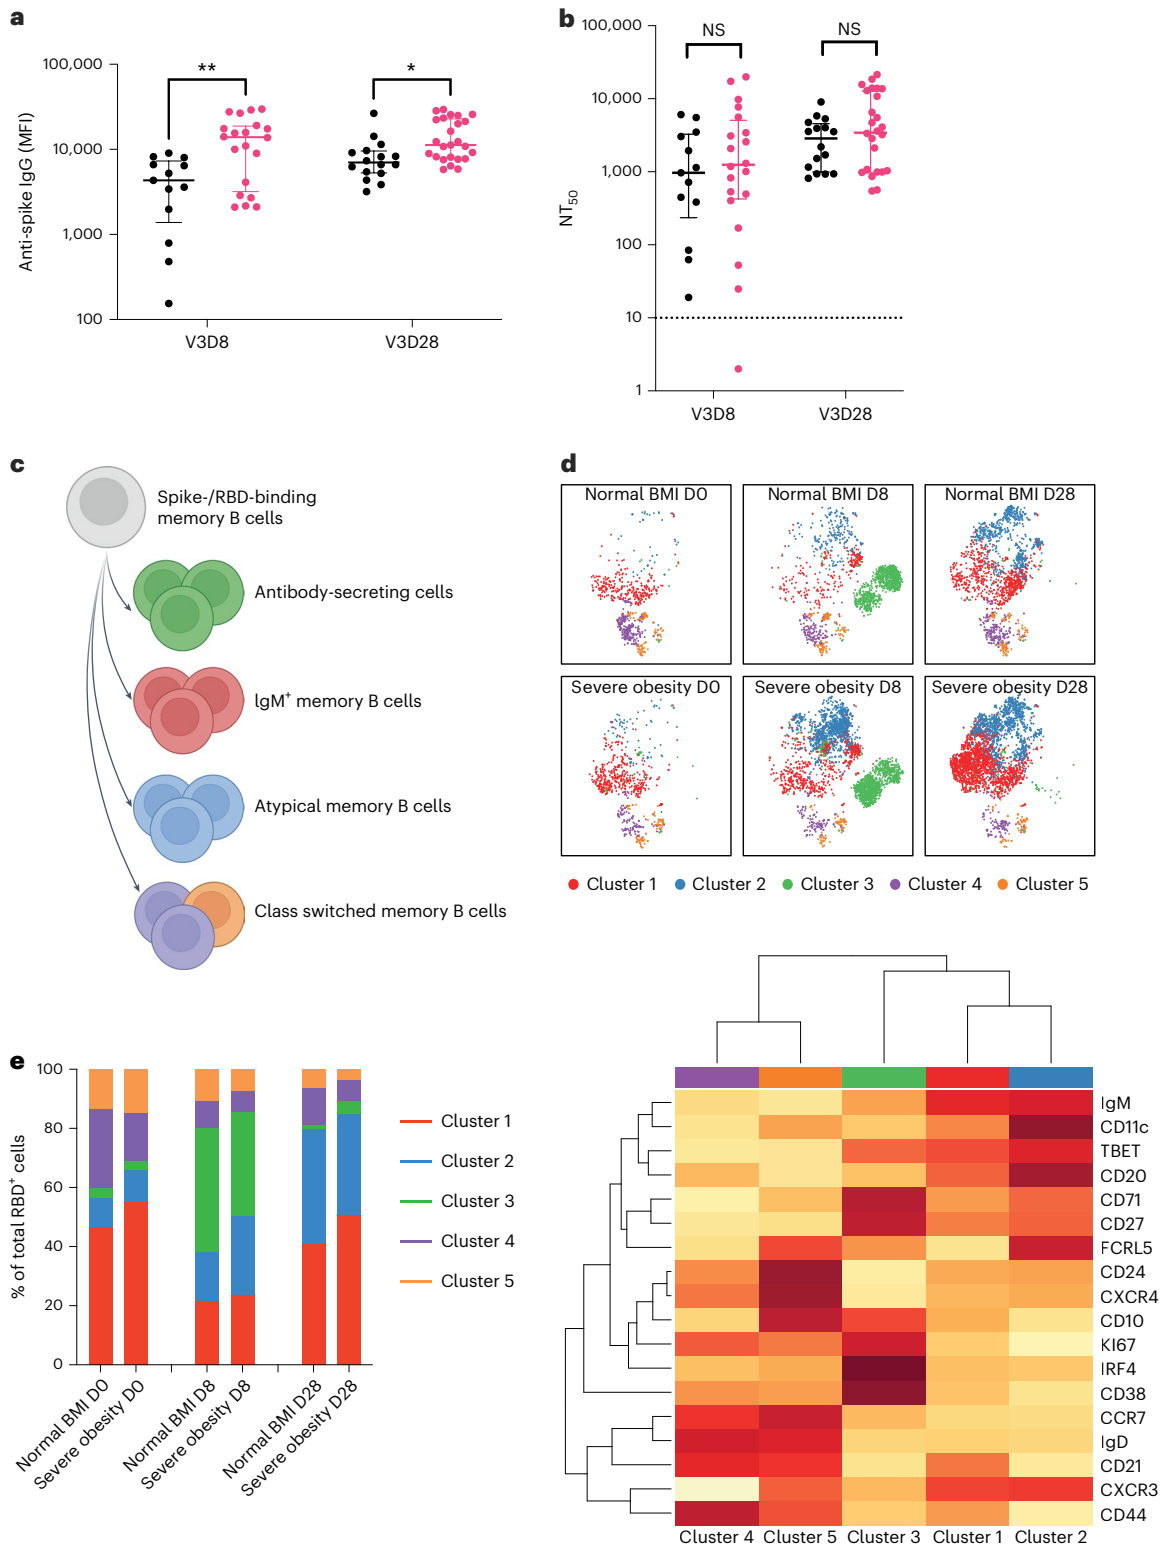 a
100,000
10,000
1,000
100
Anti-spike IgG (MFI)
**
*
V3D8
V3D28
b
100,000
10,000
1,000
100
10
1
NT50
NS
NS
V3D8
V3D28
c
Spike-/RBD-binding
memory B cells
Antibody-secreting cells
IgM+ memory B cells
Atypical memory B cells
Class switched memory B cells
d
Normal BMI D0
Normal BMI D8
Normal BMI D28
Severe obesity D0
Severe obesity D8
Severe obesity D28
Cluster 1
Cluster 2
Cluster 3
Cluster 4
Cluster 5
e
100
80
60
40
20
0
% of total RBD+ cells
Normal BMI D0
Severe obesity D0
Normal BMI D8
Severe obesity D8
Normal BMI D28
Severe obesity D28
Cluster 1
Cluster 2
Cluster 3
Cluster 4
Cluster 5
IgM
CD11c
TBET
CD20
CD71
CD27
FCRL5
CD24
CXCR4
CD10
KI67
IRF4
CD38
CCR7
IgD
CD21
CXCR3
CD44
Cluster 4
Cluster 5
Cluster 3
Cluster 1
Cluster 2